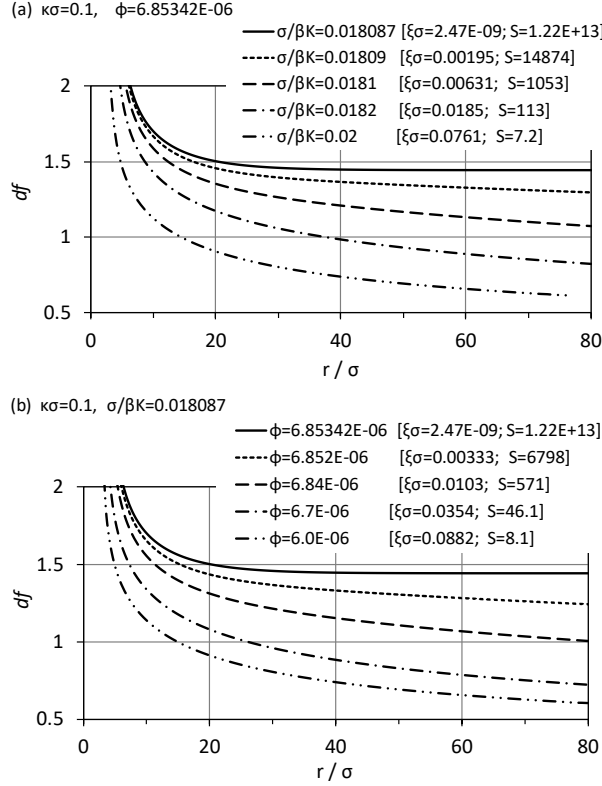 (a) κσ=0.1, ϕ=6.85342E-06
σ/βK=0.018087 [ξσ=2.47E-09; S=1.22E+13]
σ/βK=0.01809 [ξσ=0.00195; S=14874]
σ/βK=0.0181 [ξσ=0.00631; S=1053]
σ/βK=0.0182 [ξσ=0.0185; S=113]
σ/βK=0.02 [ξσ=0.0761; S=7.2]
2
1.5
1
0.5
df
0 20 40 60 80
r / σ
(b) κσ=0.1, σ/βK=0.018087
ϕ=6.85342E-06 [ξσ=2.47E-09; S=1.22E+13]
ϕ=6.852E-06 [ξσ=0.00333; S=6798]
ϕ=6.84E-06 [ξσ=0.0103; S=571]
ϕ=6.7E-06 [ξσ=0.0354; S=46.1]
ϕ=6.0E-06 [ξσ=0.0882; S=8.1]
2
1.5
1
0.5
df
0 20 40 60 80
r / σ